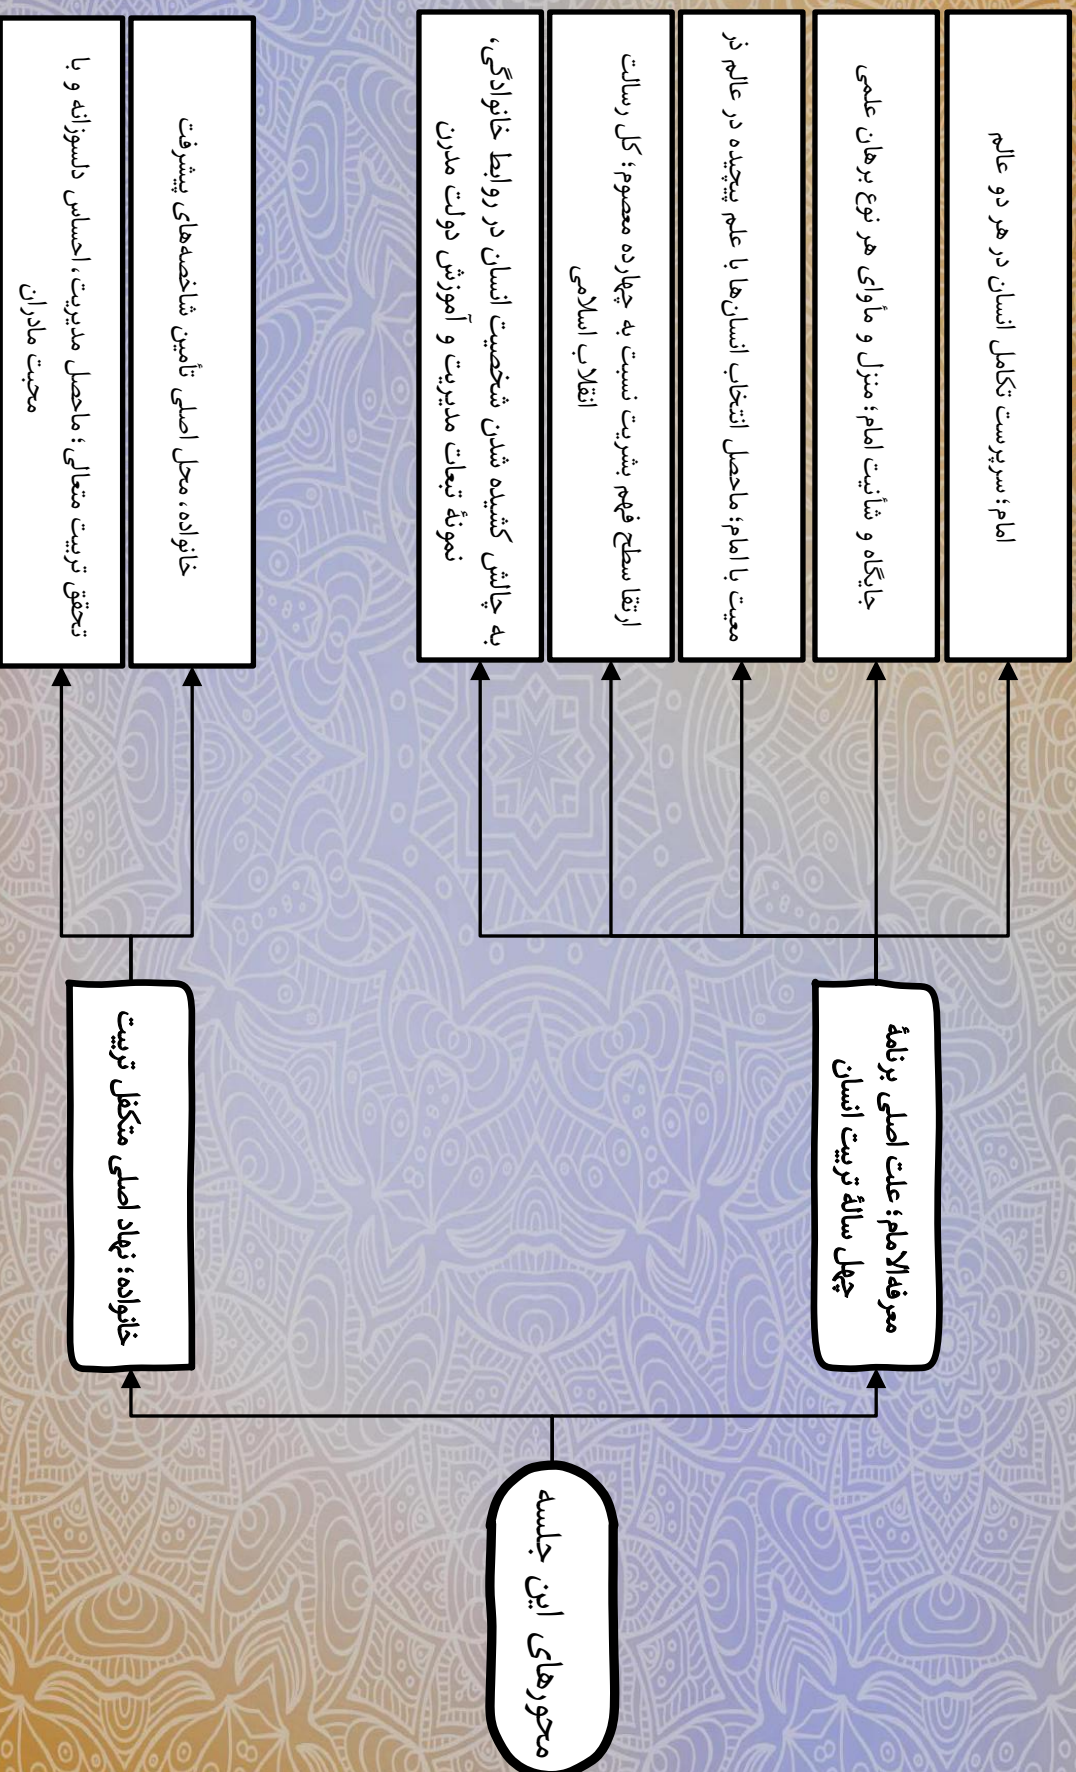 محورهای این جلسه
معرفه‌الامام؛ علت اصلی برنامهٔ
چهل سالهٔ تربیت انسان
امام؛ سرپرست تکامل انسان در هر دو عالم
جایگاه و شأنیت امام؛ منزل و مأوای هر نوع برهان علمی
معیت با امام؛ ماحصل انتخاب انسان‌ها با علم پیچیده در عالم ذر
ارتقا سطح فهم بشریت نسبت به چهارده معصوم؛ کل رسالت
انقلاب اسلامی
به چالش کشیده شدن شخصیت انسان در روابط خانوادگی،
نمونهٔ تبعات مدیریت و آموزش دولت مدرن
خانواده؛ نهاد اصلی متکفل تربیت
خانواده، محل اصلی تأمین شاخصه‌های پیشرفت
تحقق تربیت متعالی؛ ماحصل مدیریت، احساس دلسوزانه و با
محبت مادران